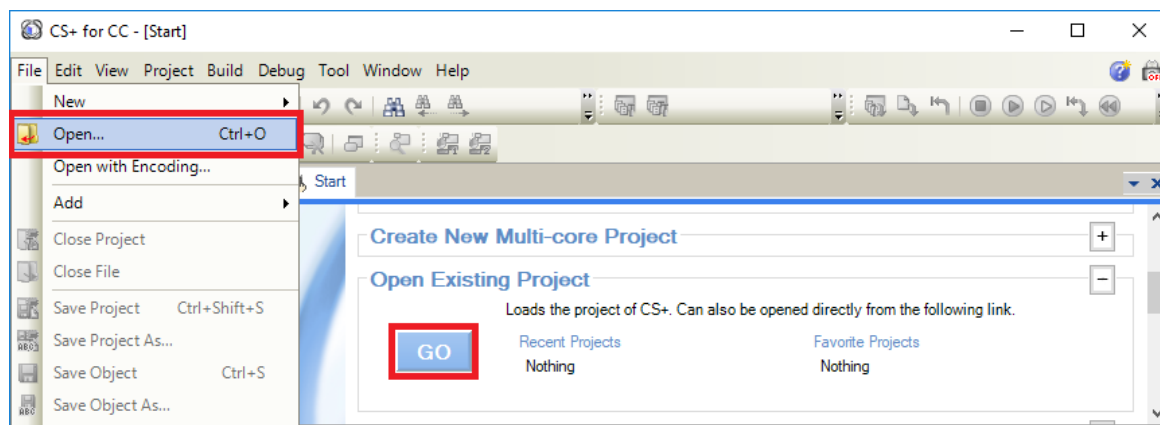 CS+ for CC - [Start]
File Edit View Project Build Debug Tool Window Help
New
Open... Ctrl+O
Open with Encoding...
Add
Close Project
Close File
Save Project Ctrl+Shift+S
Save Project As...
Save Object Ctrl+S
Save Object As...
Start
Create New Multi-core Project
Open Existing Project
Loads the project of CS+. Can also be opened directly from the following link.
GO
Recent Projects Favorite Projects
Nothing Nothing